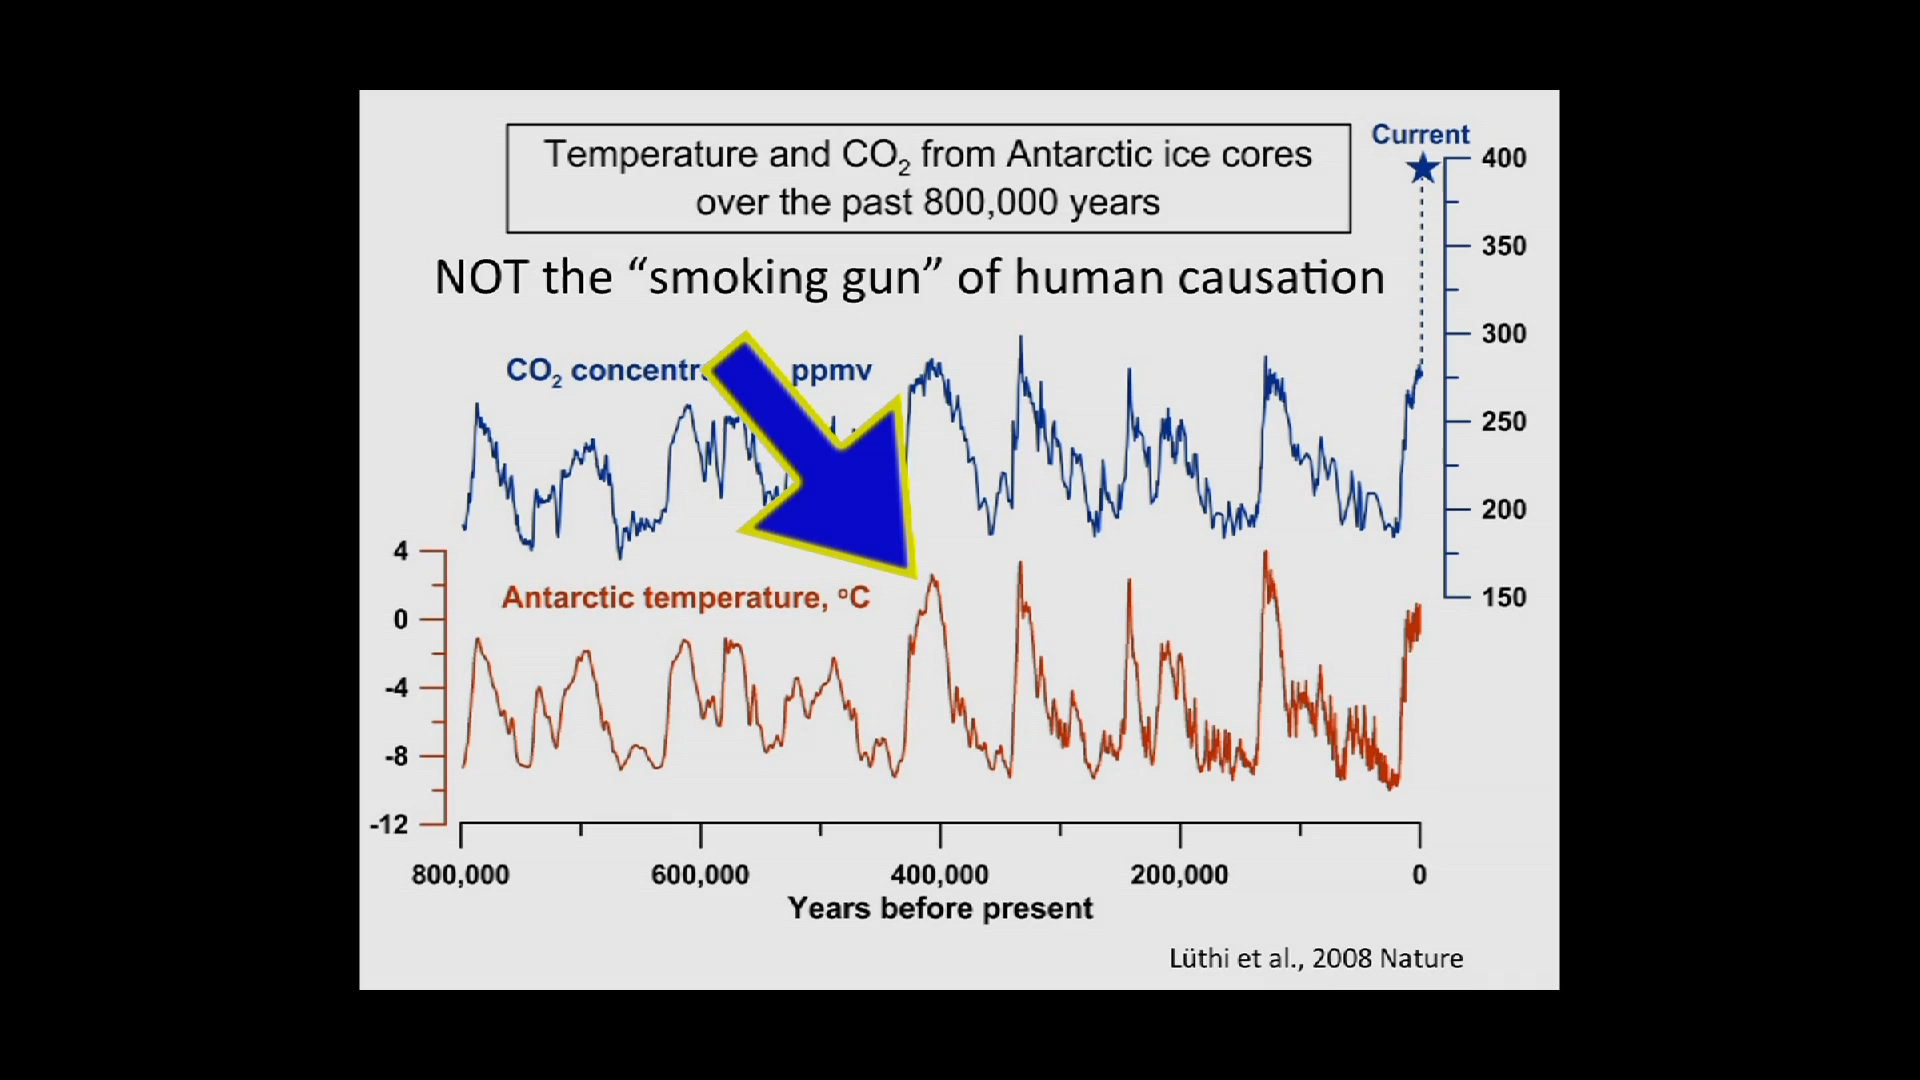 Temperature and CO₂ from Antarctic ice cores
over the past 800,000 years
Current
NOT the “smoking gun” of human causation
400
350
300
250
200
150
CO₂ ppmv
4
0
-4
-8
-12
Antarctic temperature, °C
800,000 600,000 400,000 200,000 0
Years before present
Lüthi et al., 2008 Nature